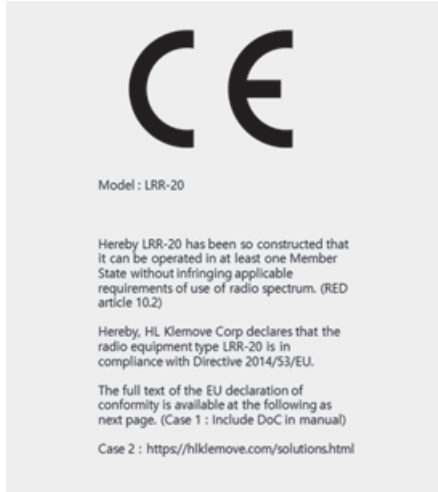 CE
Model : LRR-20
Hereby LRR-20 has been so constructed that
it can be operated in at least one Member
State without infringing applicable
requirements of use of radio spectrum. (RED
article 10.2)
Hereby, HL Klemove Corp declares that the
radio equipment type LRR-20 is in
compliance with Directive 2014/53/EU.
The full text of the EU declaration of
conformity is available at the following as
next page. (Case 1 : Include DoC in manual)
Case 2 : https://hlklemove.com/solutions.html